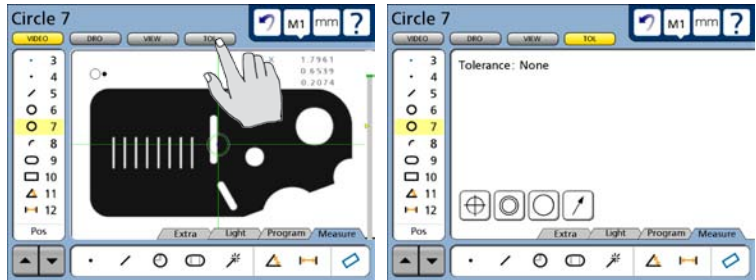 Circle 7
M1 mm ?
VIDEO DRO VIEW TOL
X 1.7961
0.6539
0.2074
3
4
5
6
7
8
9
10
11
12
Pos
Extra Light Program Measure
Circle 7
M1 mm ?
VIDEO DRO VIEW TOL
Tolerance: None
3
4
5
6
7
8
9
10
11
12
Pos
Extra Light Program Measure